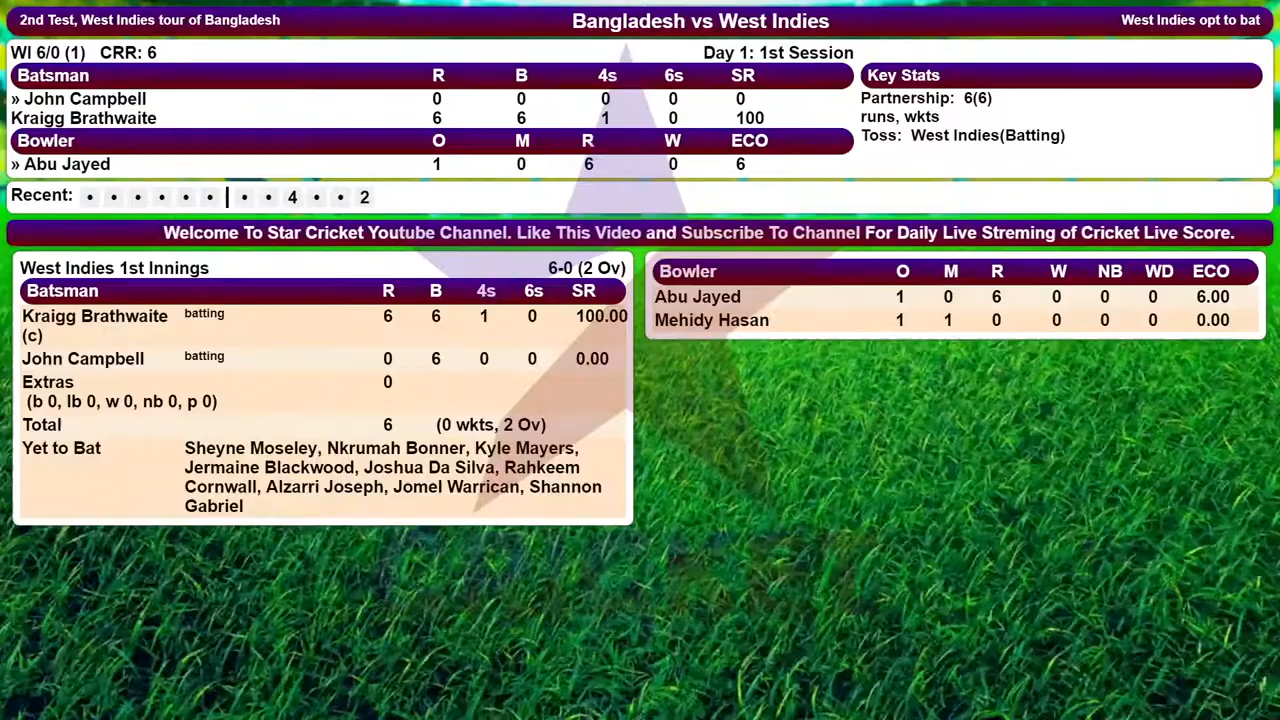 2nd Test, West Indies tour of Bangladesh Bangladesh vs West Indies West Indies opt to bat
WI 6/0 (1) CRR: 6 Day 1: 1st Session
Batsman R B 4s 6s SR
» John Campbell 0 0 0 0 0
Kraigg Brathwaite 6 6 1 0 100
Bowler O M R W ECO
» Abu Jayed 1 0 6 0 6
Key Stats
Partnership: 6(6)
runs, wkts
Toss: West Indies(Batting)
Recent: • • • • • • | • • 4 • • 2
Welcome To Star Cricket Youtube Channel. Like This Video and Subscribe To Channel For Daily Live Streming of Cricket Live Score.
West Indies 1st Innings 6-0 (2 Ov)
Batsman R B 4s 6s SR
Kraigg Brathwaite batting 6 6 1 0 100.00
(c)
John Campbell batting 0 6 0 0 0.00
Extras 0
(b 0, lb 0, w 0, nb 0, p 0)
Total 6 (0 wkts, 2 Ov)
Yet to Bat Sheyne Moseley, Nkrumah Bonner, Kyle Mayers,
Jermaine Blackwood, Joshua Da Silva, Rahkeem
Cornwall, Alzarri Joseph, Jomel Warrican, Shannon
Gabriel
Bowler O M R W NB WD ECO
Abu Jayed 1 0 6 0 0 0 6.00
Mehidy Hasan 1 1 0 0 0 0 0.00